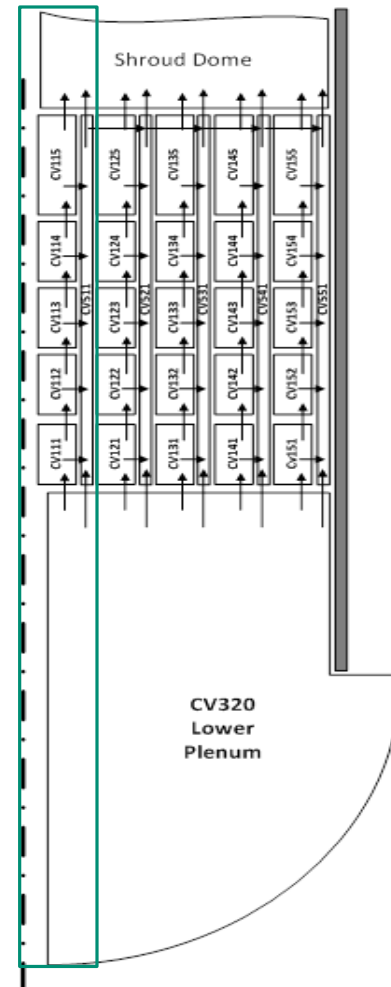 Shroud Dome
CV115
CV125
CV135
CV145
CV155
CV114
CV124
CV134
CV144
CV154
CV511
CV521
CV531
CV541
CV551
CV113
CV123
CV133
CV143
CV153
CV112
CV122
CV132
CV142
CV152
CV111
CV121
CV131
CV141
CV151
CV320
Lower
Plenum